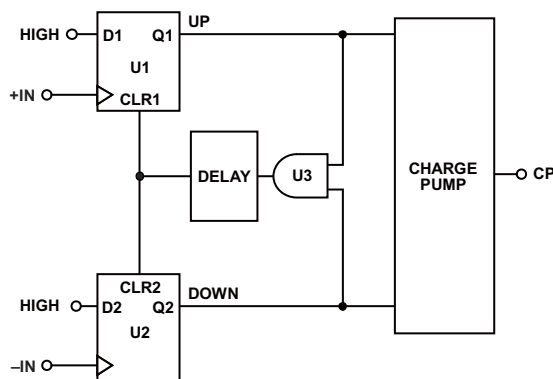 UP
HIGH
D1
Q1
U1
+IN
CLR1
DELAY
U3
CHARGE
PUMP
CP
CLR2
DOWN
HIGH
D2
Q2
U2
–IN